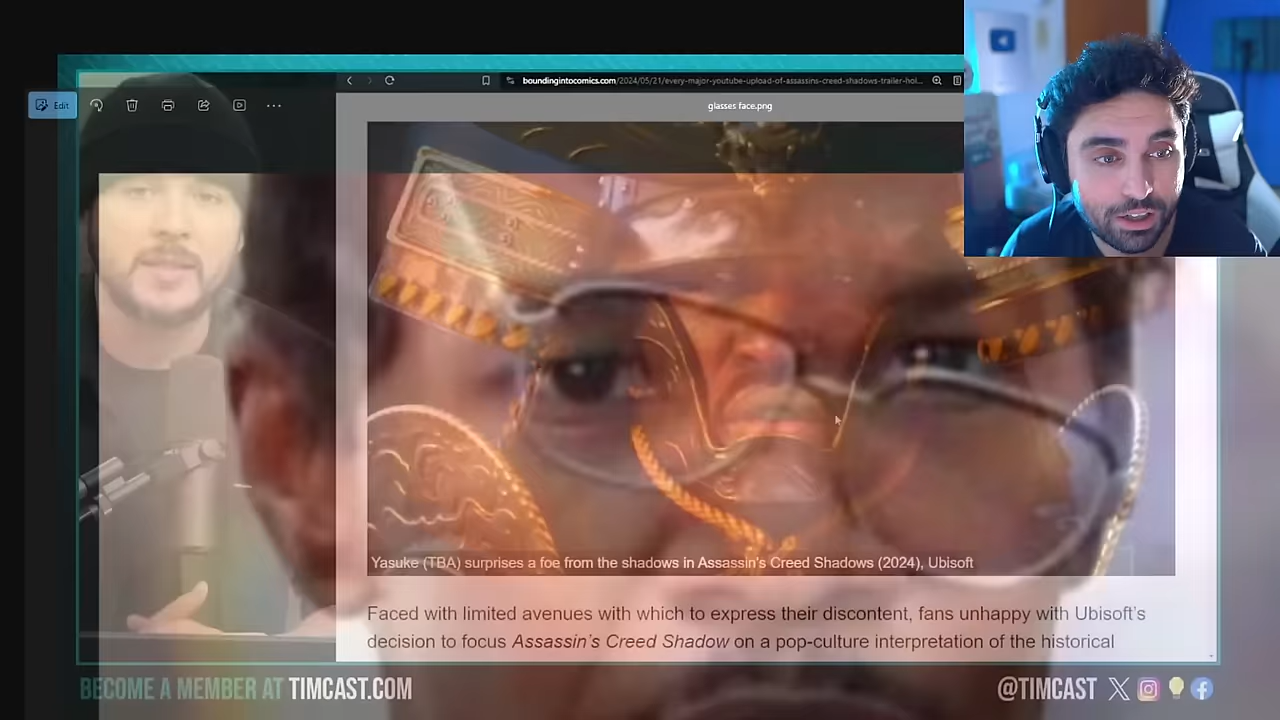 boundingintocomics.com/2024/05/21/every-major-youtube-upload-of-assassins-creed-shadows-trailer-hol...
Edit
glasses face.png
Yasuke (TBA) surprises a foe from the shadows in Assassin's Creed Shadows (2024), Ubisoft
Faced with limited avenues with which to express their discontent, fans unhappy with Ubisoft's
decision to focus Assassin's Creed Shadow on a pop-culture interpretation of the historical
BECOME A MEMBER AT TIMCAST.COM
@TIMCAST